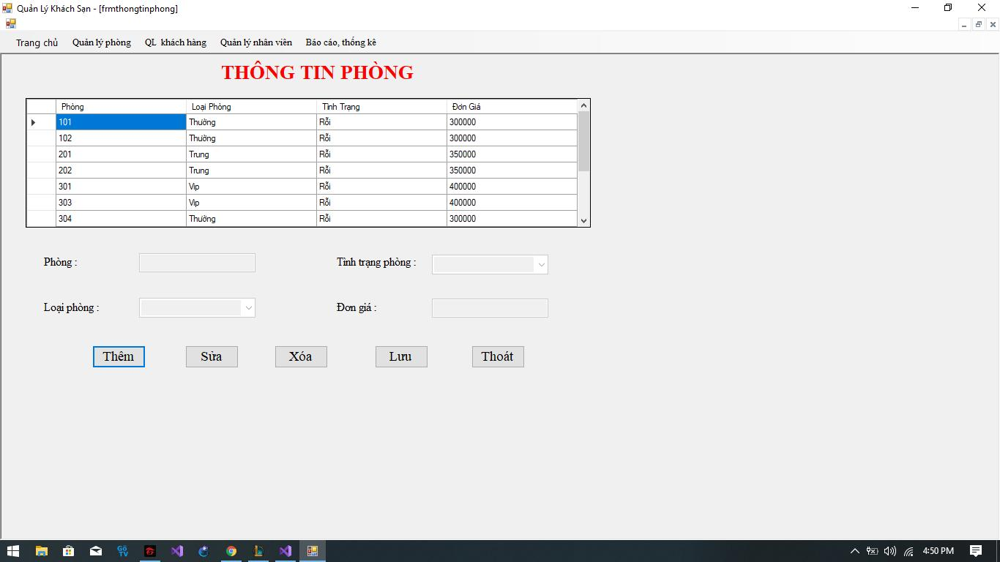 Quản Lý Khách Sạn - [frmthongtinphong]
Trang chủ Quản lý phòng QL khách hàng Quản lý nhân viên Báo cáo, thống kê
THÔNG TIN PHÒNG
Phòng Loại Phòng Tình Trạng Đơn Giá
101 Thường Rỗi 300000
102 Thường Rỗi 300000
201 Trung Rỗi 350000
202 Trung Rỗi 350000
301 Vip Rỗi 400000
303 Vip Rỗi 400000
304 Thường Rỗi 300000
Phòng : Tình trạng phòng :
Loại phòng : Đơn giá :
Thêm Sửa Xóa Lưu Thoát
Gõ TV 4:50 PM